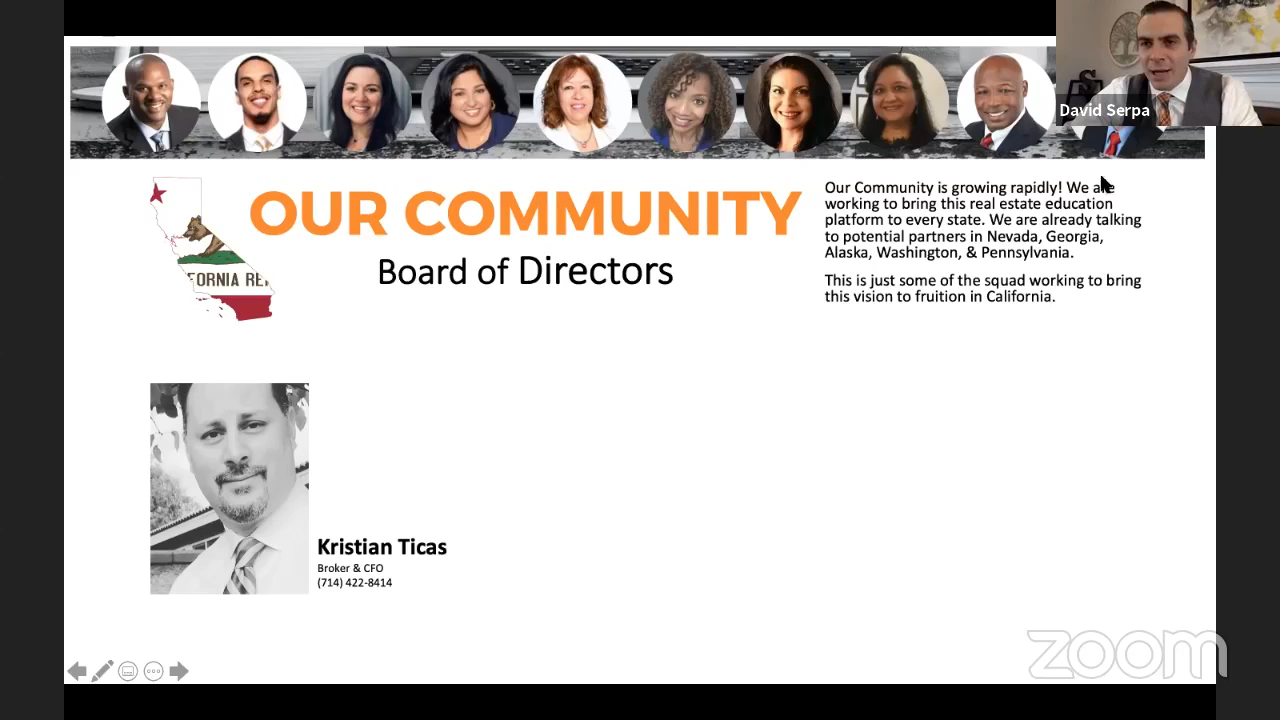 David Serpa
OUR COMMUNITY
Board of Directors
FORNIA RE
Our Community is growing rapidly! We are
working to bring this real estate education
platform to every state. We are already talking
to potential partners in Nevada, Georgia,
Alaska, Washington, & Pennsylvania.
This is just some of the squad working to bring
this vision to fruition in California.
Kristian Ticas
Broker & CFO
(714) 422-8414
zoom